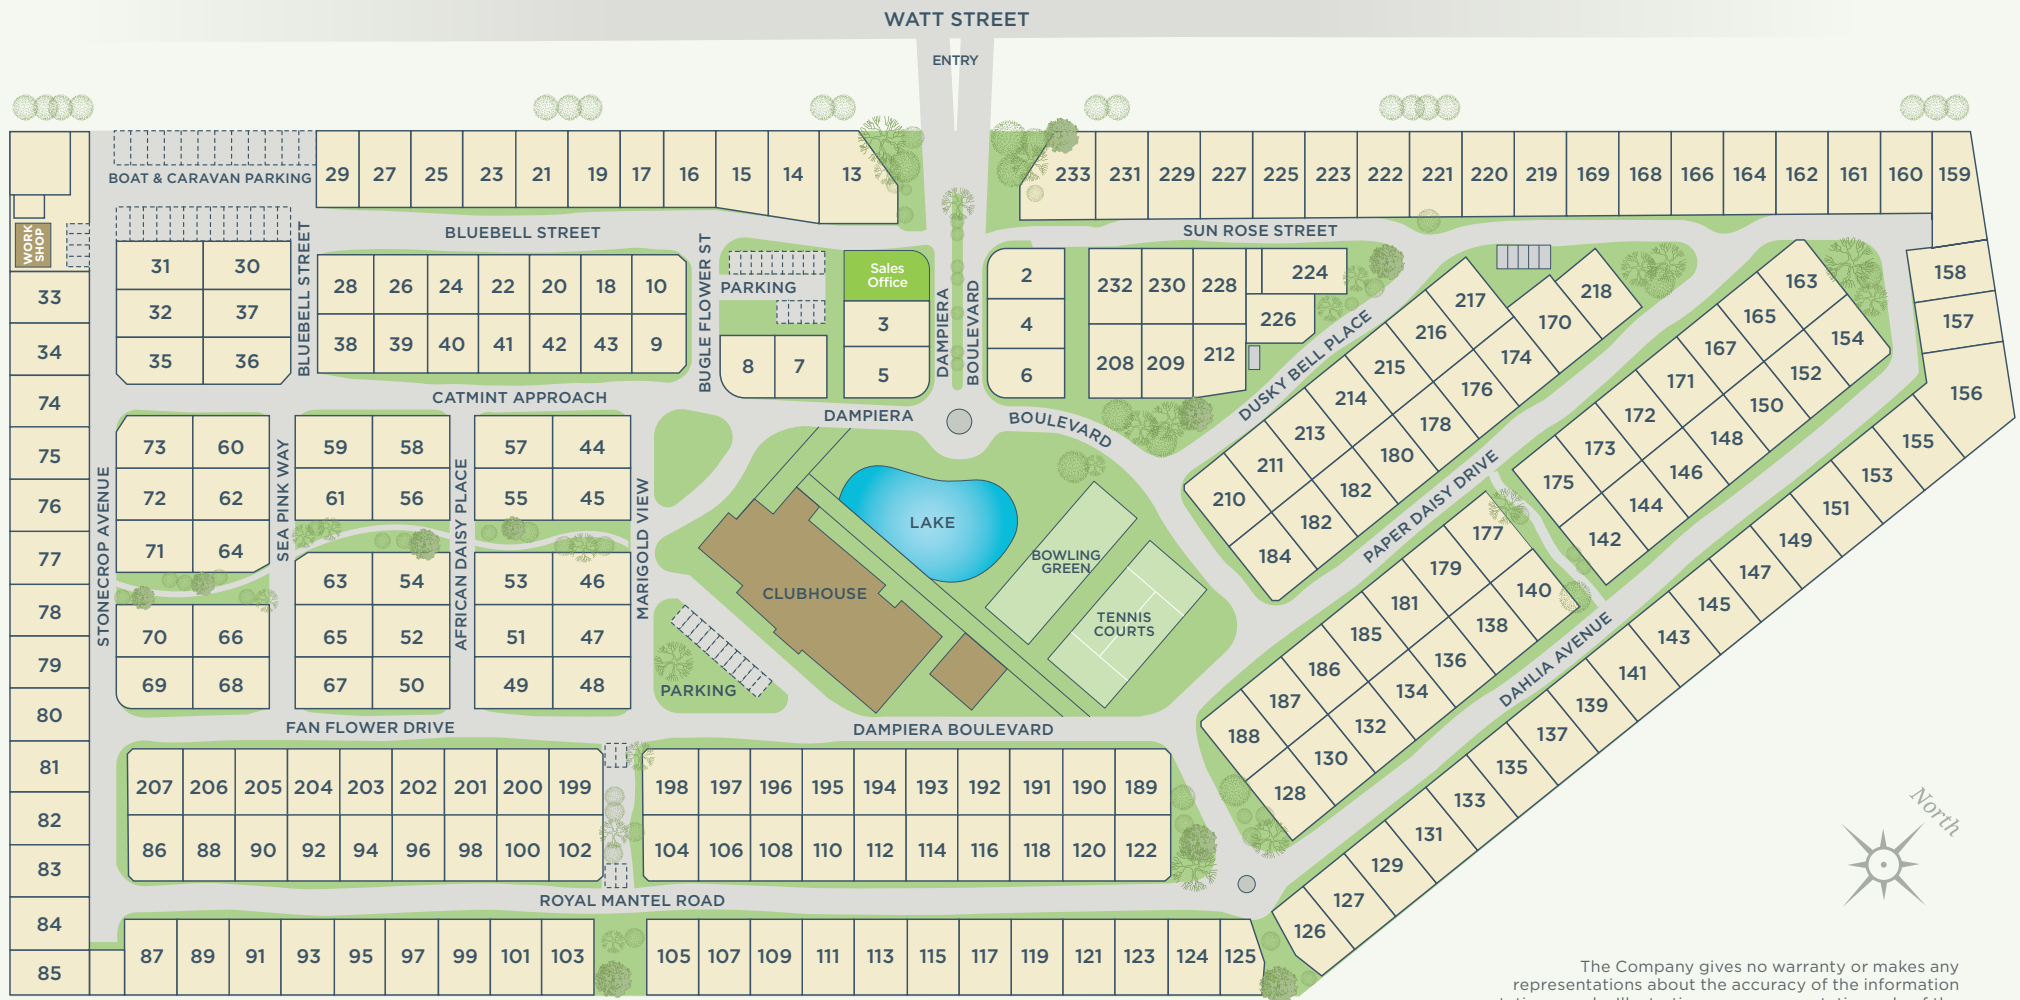 WATT STREET
ENTRY
BOAT & CARAVAN PARKING
29 27 25 23 21 19 17 16 15 14 13
233 231 229 227 225 223 222 221 220 219 169 168 166 164 162 161 160 159
WORK
SHOP
BLUEBELL STREET
BLUEBELL STREET
BUGLE FLOWER ST
SUN ROSE STREET
31 30
32 37
35 36
28 26 24 22 20 18 10
38 39 40 41 42 43 9
PARKING
8 7
Sales
Office
3
5
DAMPIERA
BOULEVARD
2
4
6
232 230 228 224
226
208 209 212
DUSKY BELL PLACE
217 218
216 170
215 174
214 176
213 178
211 180
210 182
182
184
163
165 154
167 152
171 150
172 148
173 146
175 144
142
158
157
156
155
153
151
149
147
145
143
141
139
137
135
133
131
129
127
126
33
34
74
75
76
77
78
79
80
81
82
83
84
85
CATMINT APPROACH
DAMPIERA
BOULEVARD
STONECROP AVENUE
SEA PINK WAY
AFRICAN DAISY PLACE
MARIGOLD VIEW
73 60
72 62
71 64
70 66
69 68
59 58
61 56
63 54
65 52
67 50
57 44
55 45
53 46
51 47
49 48
LAKE
CLUBHOUSE
BOWLING
GREEN
TENNIS
COURTS
PARKING
PAPER DAISY DRIVE
177
179 140
181 138
185 136
186 134
187 132
188 130
128
DAHLIA AVENUE
FAN FLOWER DRIVE
DAMPIERA BOULEVARD
207 206 205 204 203 202 201 200 199
86 88 90 92 94 96 98 100 102
198 197 196 195 194 193 192 191 190 189
104 106 108 110 112 114 116 118 120 122
ROYAL MANTEL ROAD
87 89 91 93 95 97 99 101 103
105 107 109 111 113 115 117 119 121 123 124 125
North
The Company gives no warranty or makes any
representations about the accuracy of the information